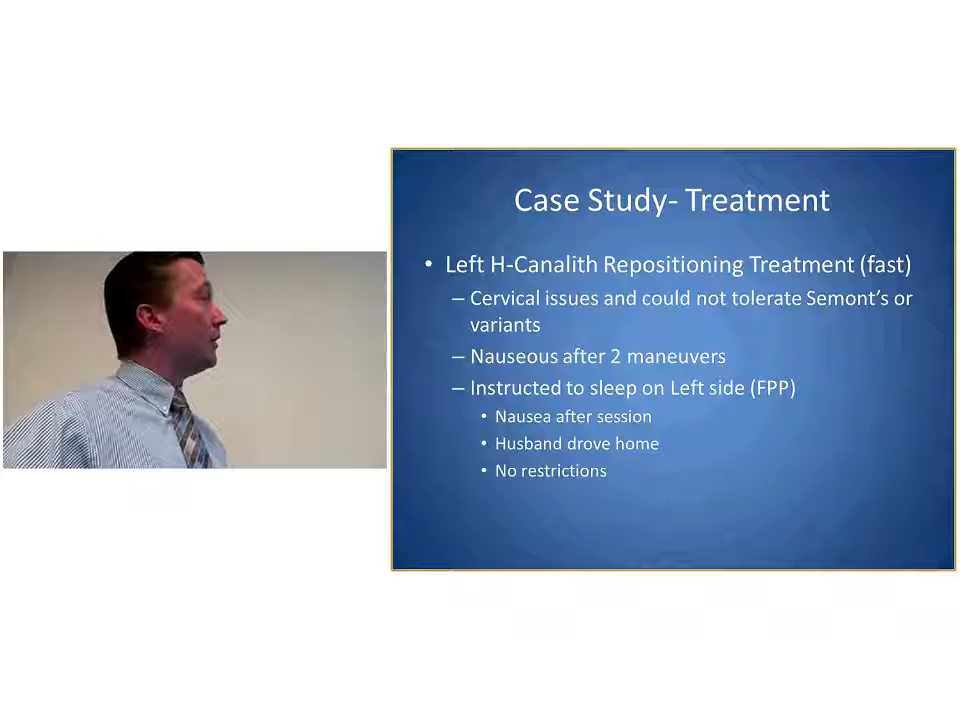 Case Study- Treatment
• Left H-Canalith Repositioning Treatment (fast)
– Cervical issues and could not tolerate Semont's or
variants
– Nauseous after 2 maneuvers
– Instructed to sleep on Left side (FPP)
• Nausea after session
• Husband drove home
• No restrictions